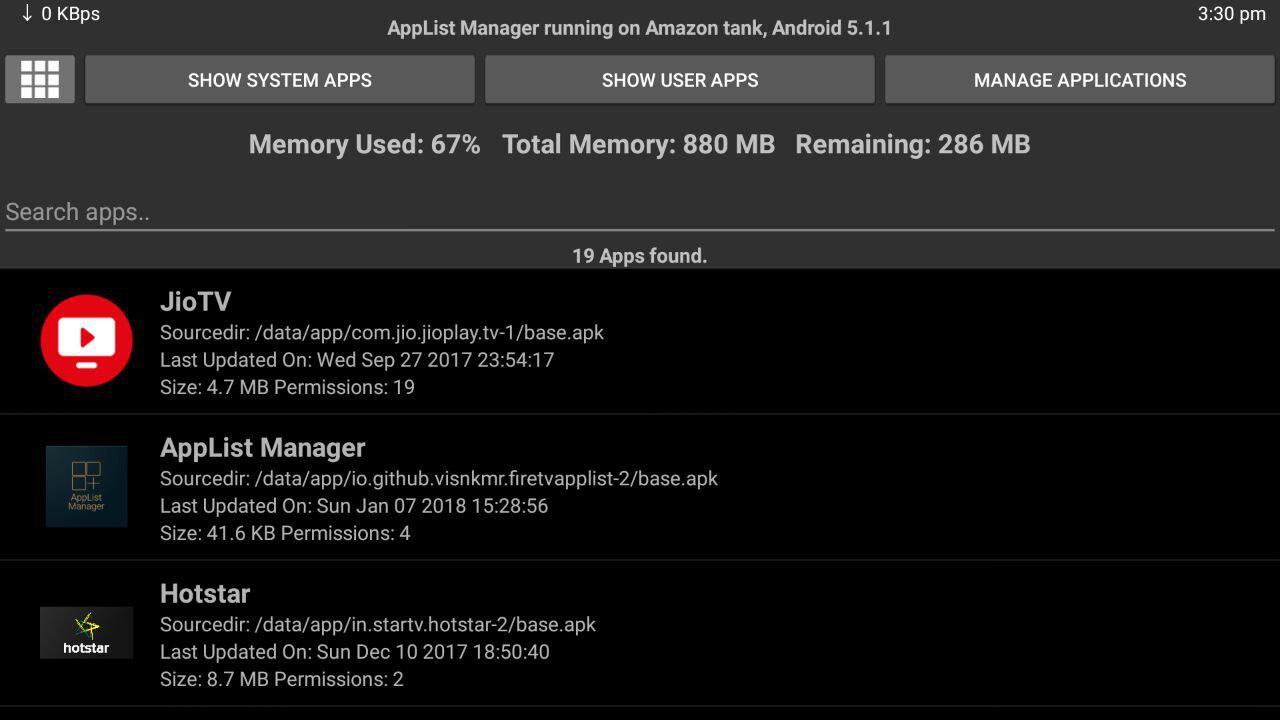 ↓ 0 KBps
3:30 pm
AppList Manager running on Amazon tank, Android 5.1.1
SHOW SYSTEM APPS
SHOW USER APPS
MANAGE APPLICATIONS
Memory Used: 67% Total Memory: 880 MB Remaining: 286 MB
Search apps..
19 Apps found.
JioTV
Sourcedir: /data/app/com.jio.jioplay.tv-1/base.apk
Last Updated On: Wed Sep 27 2017 23:54:17
Size: 4.7 MB Permissions: 19
AppList
Manager
AppList Manager
Sourcedir: /data/app/io.github.visnkmr.firetvapplist-2/base.apk
Last Updated On: Sun Jan 07 2018 15:28:56
Size: 41.6 KB Permissions: 4
hotstar
Hotstar
Sourcedir: /data/app/in.startv.hotstar-2/base.apk
Last Updated On: Sun Dec 10 2017 18:50:40
Size: 8.7 MB Permissions: 2